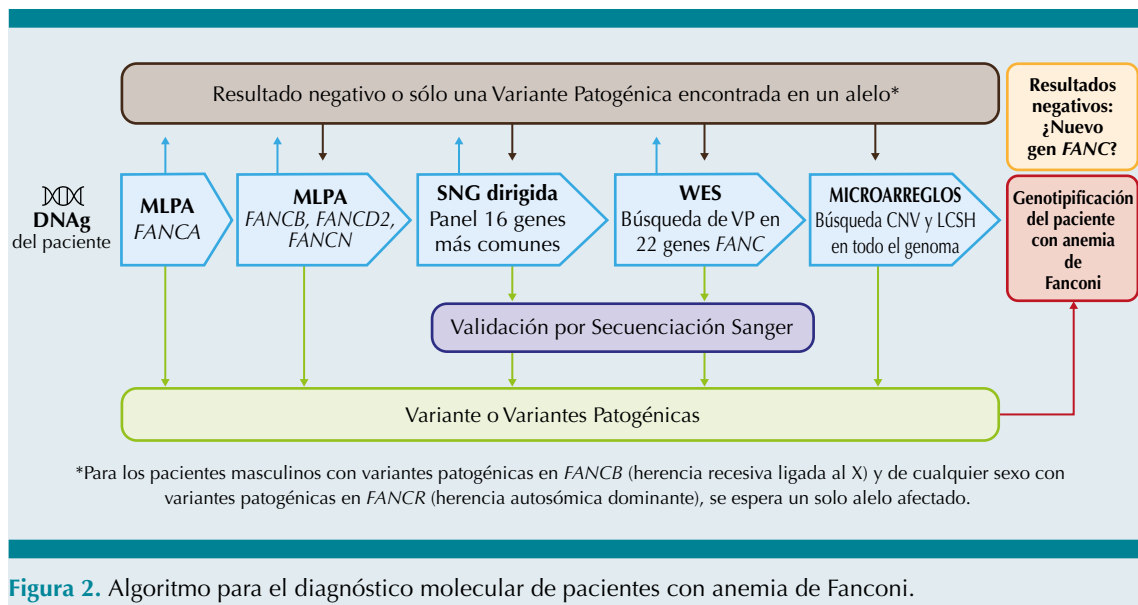 Resultado negativo o sólo una Variante Patogénica encontrada en un alelo*
Resultados
negativos:
¿Nuevo
gen FANC?
DNAg
del paciente
MLPA
FANCA
MLPA
FANCB, FANCD2,
FANCN
SNG dirigida
Panel 16 genes
más comunes
WES
Búsqueda de VP en
22 genes FANC
MICROARREGLOS
Búsqueda CNV y LCSH
en todo el genoma
Genotipificación
del paciente
con anemia
de
Fanconi
Validación por Secuenciación Sanger
Variante o Variantes Patogénicas
*Para los pacientes masculinos con variantes patogénicas en FANCB (herencia recesiva ligada al X) y de cualquier sexo con
variantes patogénicas en FANCR (herencia autosómica dominante), se espera un solo alelo afectado.
Figura 2. Algoritmo para el diagnóstico molecular de pacientes con anemia de Fanconi.